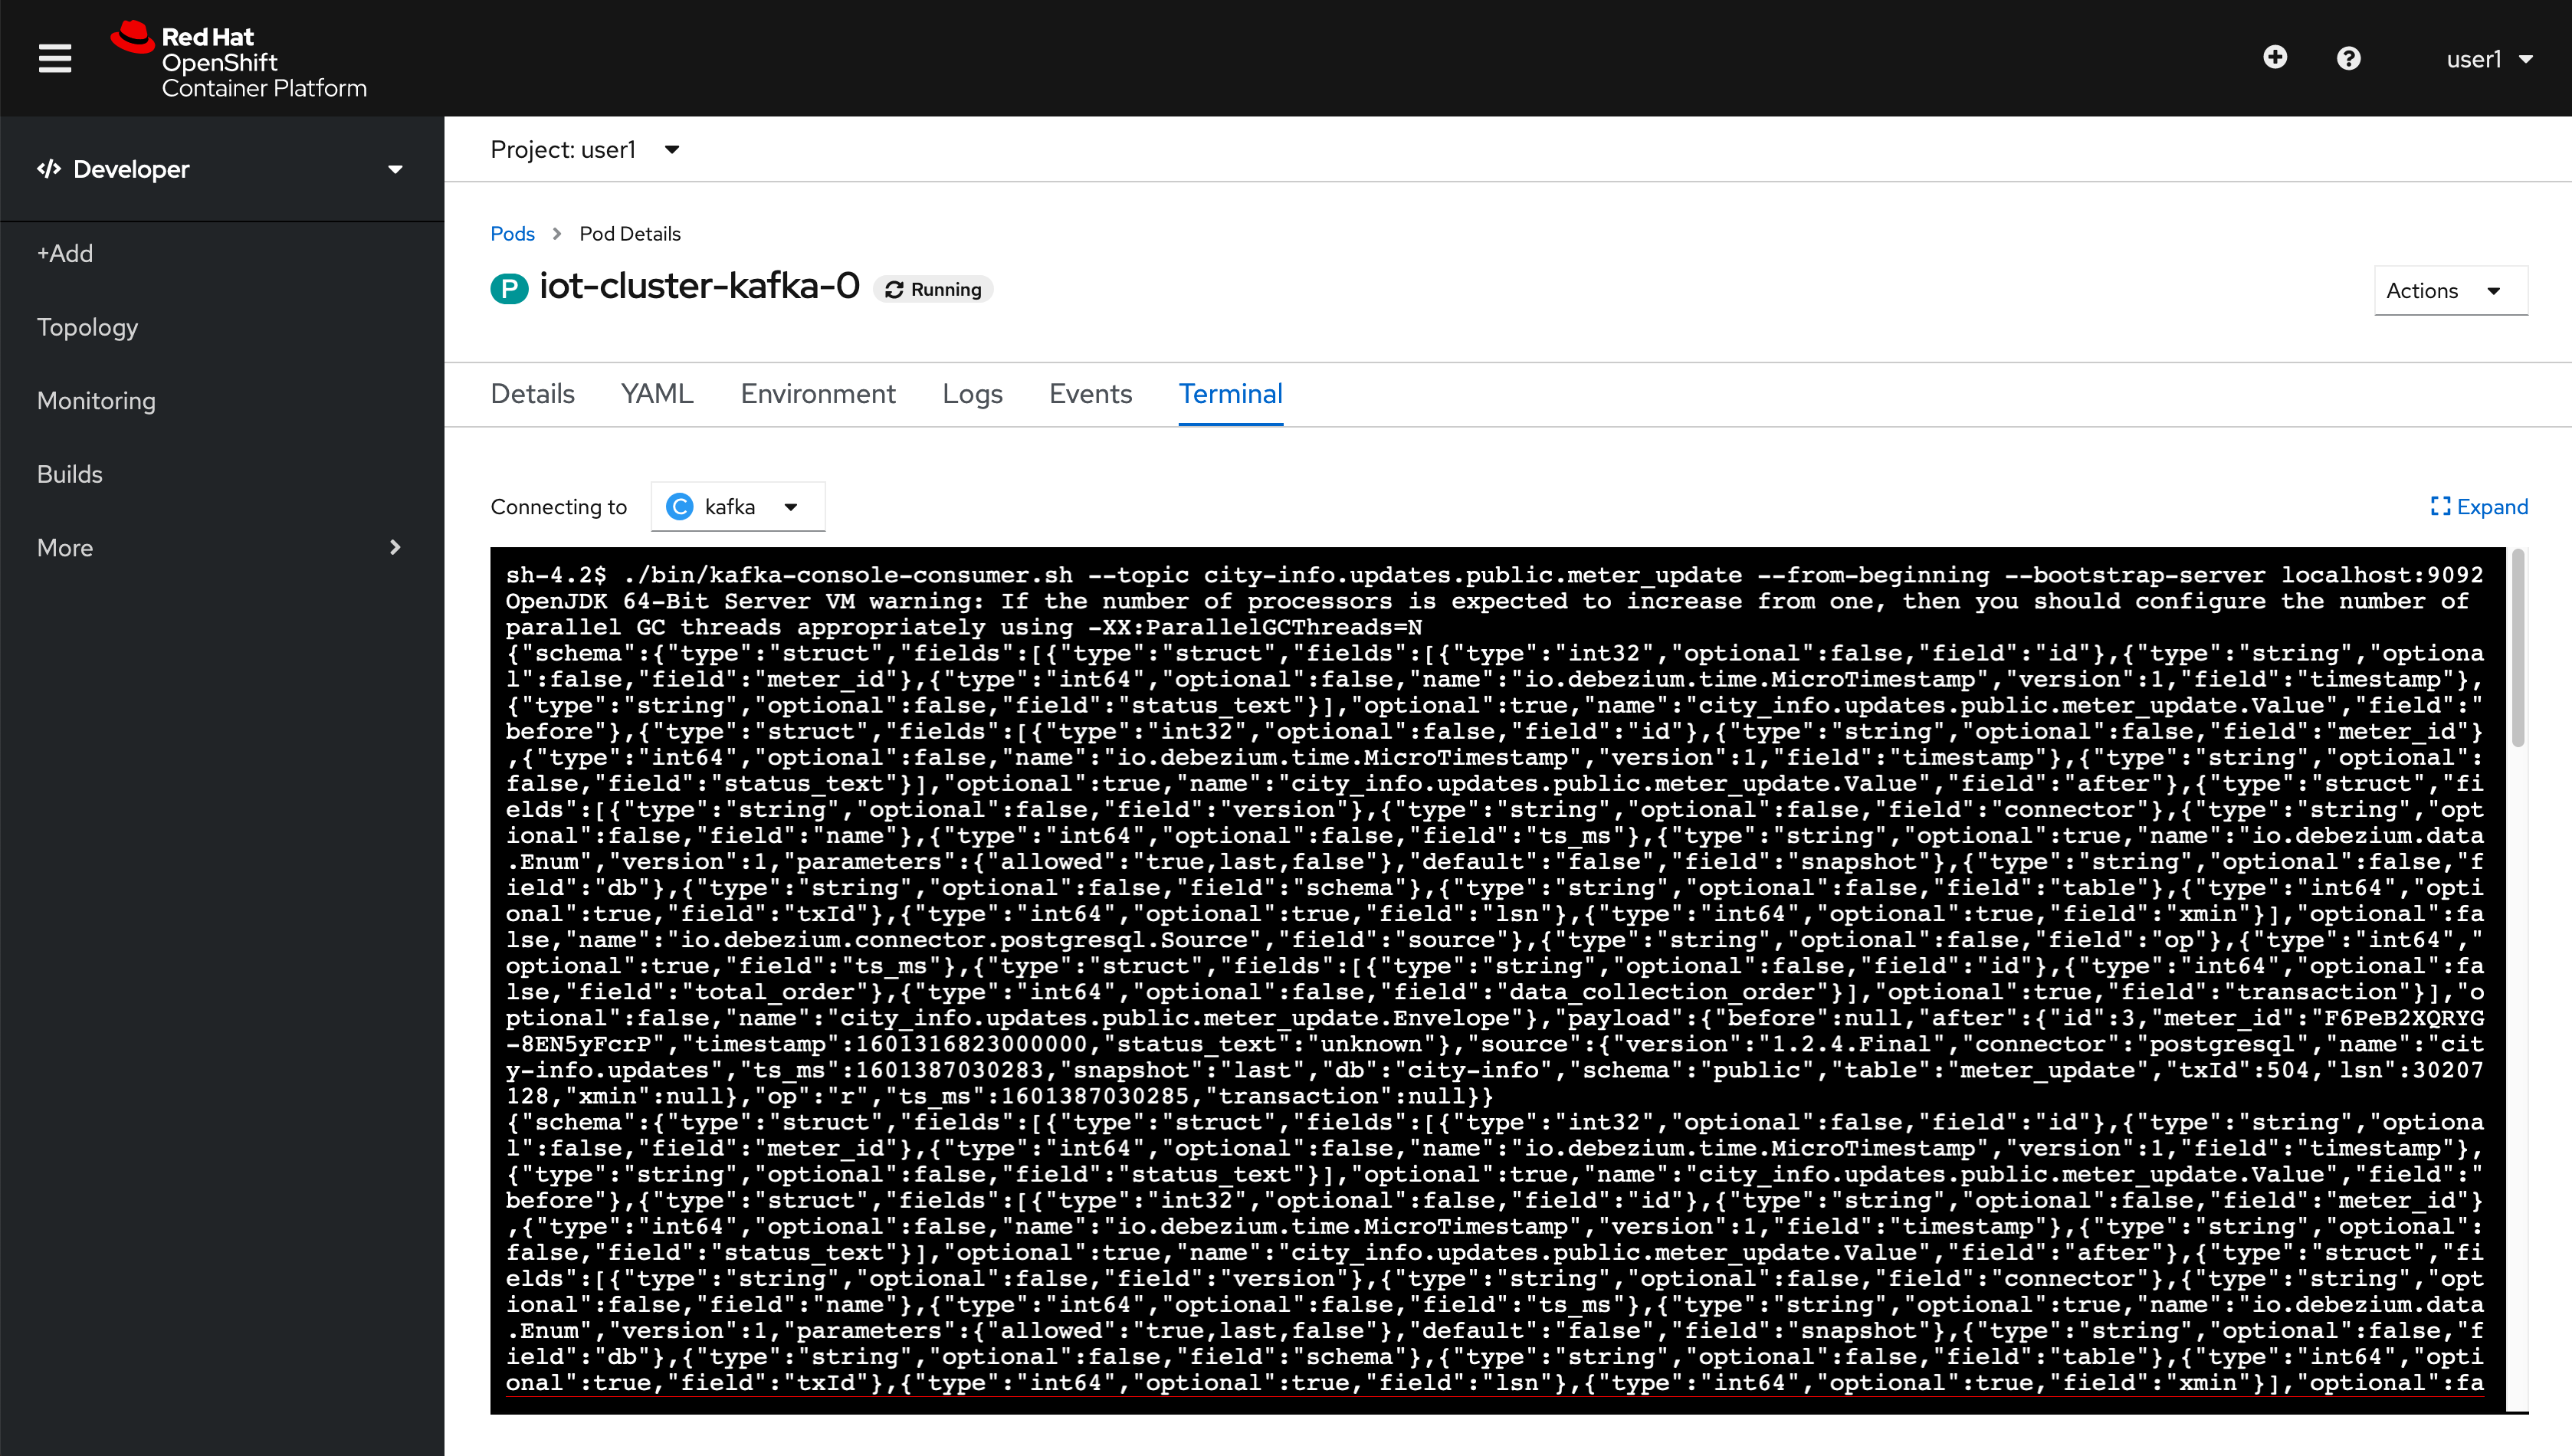 Red Hat
OpenShift
Container Platform
user1
Developer
+Add
Topology
Monitoring
Builds
More
Project: user1
Pods > Pod Details
P iot-cluster-kafka-0 Running
Actions
Details YAML Environment Logs Events Terminal
Connecting to C kafka
Expand
sh-4.2$ ./bin/kafka-console-consumer.sh --topic city-info.updates.public.meter_update --from-beginning --bootstrap-server localhost:9092
OpenJDK 64-Bit Server VM warning: If the number of processors is expected to increase from one, then you should configure the number of
parallel GC threads appropriately using -XX:ParallelGCThreads=N
{"schema":{"type":"struct","fields":[{"type":"struct","fields":[{"type":"int32","optional":false,"field":"id"},{"type":"string","optiona
l":false,"field":"meter_id"},{"type":"int64","optional":false,"name":"io.debezium.time.MicroTimestamp","version":1,"field":"timestamp"},
{"type":"string","optional":false,"field":"status_text"}],"optional":true,"name":"city_info.updates.public.meter_update.Value","field":"
before"},{"type":"struct","fields":[{"type":"int32","optional":false,"field":"id"},{"type":"string","optional":false,"field":"meter_id"}
,{"type":"int64","optional":false,"name":"io.debezium.time.MicroTimestamp","version":1,"field":"timestamp"},{"type":"string","optional":
false,"field":"status_text"}],"optional":true,"name":"city_info.updates.public.meter_update.Value","field":"after"},{"type":"struct","fi
elds":[{"type":"string","optional":false,"field":"version"},{"type":"string","optional":false,"field":"connector"},{"type":"string","opt
ional":false,"field":"name"},{"type":"int64","optional":false,"field":"ts_ms"},{"type":"string","optional":true,"name":"io.debezium.data
.Enum","version":1,"parameters":{"allowed":"true,last,false"},"default":"false","field":"snapshot"},{"type":"string","optional":false,"f
ield":"db"},{"type":"string","optional":false,"field":"schema"},{"type":"string","optional":false,"field":"table"},{"type":"int64","opti
onal":true,"field":"txId"},{"type":"int64","optional":true,"field":"lsn"},{"type":"int64","optional":true,"field":"xmin"}],"optional":fa
lse,"name":"io.debezium.connector.postgresql.Source","field":"source"},{"type":"string","optional":false,"field":"op"},{"type":"int64","
optional":true,"field":"ts_ms"},{"type":"struct","fields":[{"type":"string","optional":false,"field":"id"},{"type":"int64","optional":fa
lse,"field":"total_order"},{"type":"int64","optional":false,"field":"data_collection_order"}],"optional":true,"field":"transaction"}],"o
ptional":false,"name":"city_info.updates.public.meter_update.Envelope"},"payload":{"before":null,"after":{"id":3,"meter_id":"F6PeB2XQRYG
-8EN5yFcrP","timestamp":1601316823000000,"status_text":"unknown"},"source":{"version":"1.2.4.Final","connector":"postgresql","name":"cit
y-info.updates","ts_ms":1601387030283,"snapshot":"last","db":"city-info","schema":"public","table":"meter_update","txId":504,"lsn":30207
128,"xmin":null},"op":"r","ts_ms":1601387030285,"transaction":null}}
{"schema":{"type":"struct","fields":[{"type":"struct","fields":[{"type":"int32","optional":false,"field":"id"},{"type":"string","optiona
l":false,"field":"meter_id"},{"type":"int64","optional":false,"name":"io.debezium.time.MicroTimestamp","version":1,"field":"timestamp"},
{"type":"string","optional":false,"field":"status_text"}],"optional":true,"name":"city_info.updates.public.meter_update.Value","field":"
before"},{"type":"struct","fields":[{"type":"int32","optional":false,"field":"id"},{"type":"string","optional":false,"field":"meter_id"}
,{"type":"int64","optional":false,"name":"io.debezium.time.MicroTimestamp","version":1,"field":"timestamp"},{"type":"string","optional":
false,"field":"status_text"}],"optional":true,"name":"city_info.updates.public.meter_update.Value","field":"after"},{"type":"struct","fi
elds":[{"type":"string","optional":false,"field":"version"},{"type":"string","optional":false,"field":"connector"},{"type":"string","opt
ional":false,"field":"name"},{"type":"int64","optional":false,"field":"ts_ms"},{"type":"string","optional":true,"name":"io.debezium.data
.Enum","version":1,"parameters":{"allowed":"true,last,false"},"default":"false","field":"snapshot"},{"type":"string","optional":false,"f
ield":"db"},{"type":"string","optional":false,"field":"schema"},{"type":"string","optional":false,"field":"table"},{"type":"int64","opti
onal":true,"field":"txId"},{"type":"int64","optional":true,"field":"lsn"},{"type":"int64","optional":true,"field":"xmin"}],"optional":fa